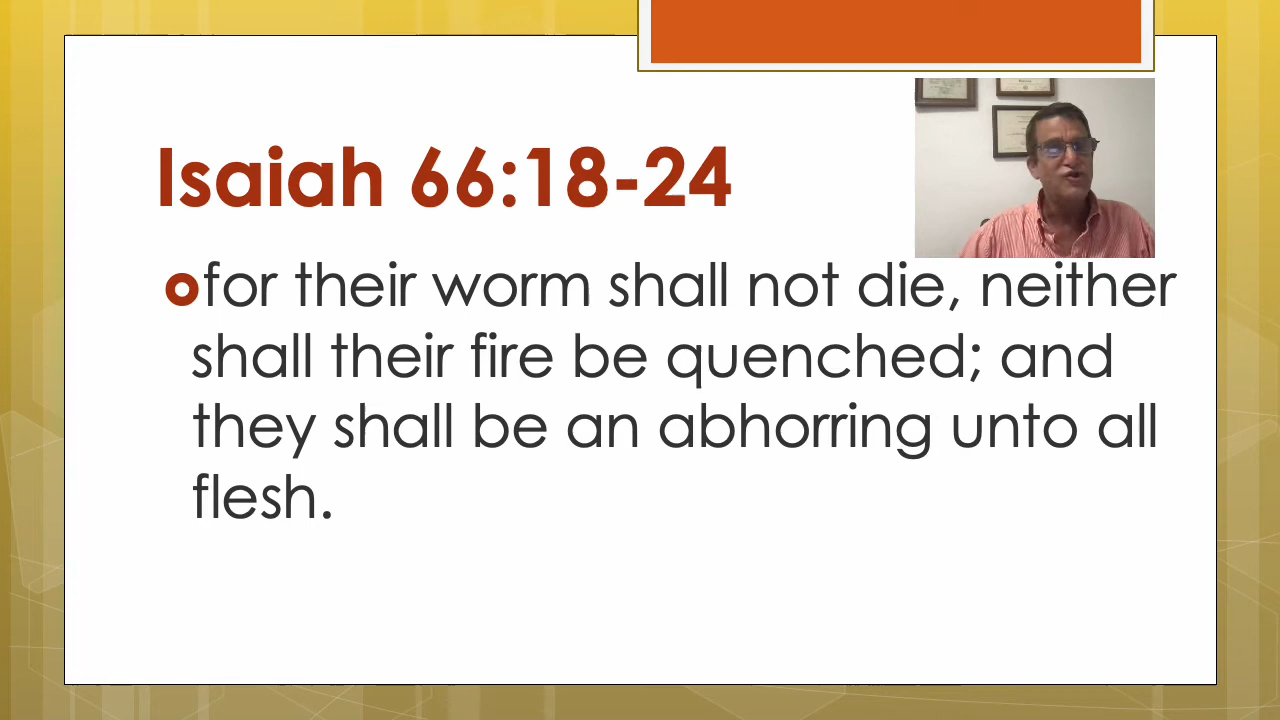 Isaiah 66:18-24
for their worm shall not die, neither
shall their fire be quenched; and
they shall be an abhorring unto all
flesh.